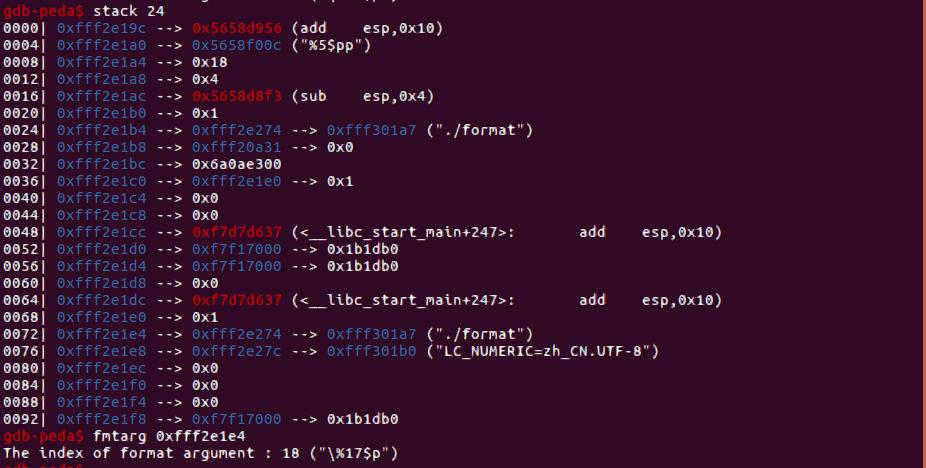 gdb-peda$ stack 24
0000| 0xfff2e19c --> 0x5658d956 (add    esp,0x10)
0004| 0xfff2e1a0 --> 0x5658f00c ("%5$pp")
0008| 0xfff2e1a4 --> 0x18
0012| 0xfff2e1a8 --> 0x4
0016| 0xfff2e1ac --> 0x5658d8f3 (sub    esp,0x4)
0020| 0xfff2e1b0 --> 0x1
0024| 0xfff2e1b4 --> 0xfff2e274 --> 0xfff301a7 ("./format")
0028| 0xfff2e1b8 --> 0xfff20a31 --> 0x0
0032| 0xfff2e1bc --> 0x6a0ae300
0036| 0xfff2e1c0 --> 0xfff2e1e0 --> 0x1
0040| 0xfff2e1c4 --> 0x0
0044| 0xfff2e1c8 --> 0x0
0048| 0xfff2e1cc --> 0xf7d7d637 (<__libc_start_main+247>:        add    esp,0x10)
0052| 0xfff2e1d0 --> 0xf7f17000 --> 0x1b1db0
0056| 0xfff2e1d4 --> 0xf7f17000 --> 0x1b1db0
0060| 0xfff2e1d8 --> 0x0
0064| 0xfff2e1dc --> 0xf7d7d637 (<__libc_start_main+247>:        add    esp,0x10)
0068| 0xfff2e1e0 --> 0x1
0072| 0xfff2e1e4 --> 0xfff2e274 --> 0xfff301a7 ("./format")
0076| 0xfff2e1e8 --> 0xfff2e27c --> 0xfff301b0 ("LC_NUMERIC=zh_CN.UTF-8")
0080| 0xfff2e1ec --> 0x0
0084| 0xfff2e1f0 --> 0x0
0088| 0xfff2e1f4 --> 0x0
0092| 0xfff2e1f8 --> 0xf7f17000 --> 0x1b1db0
gdb-peda$ fmtarg 0xfff2e1e4
The index of format argument : 18 ("\%17$p")